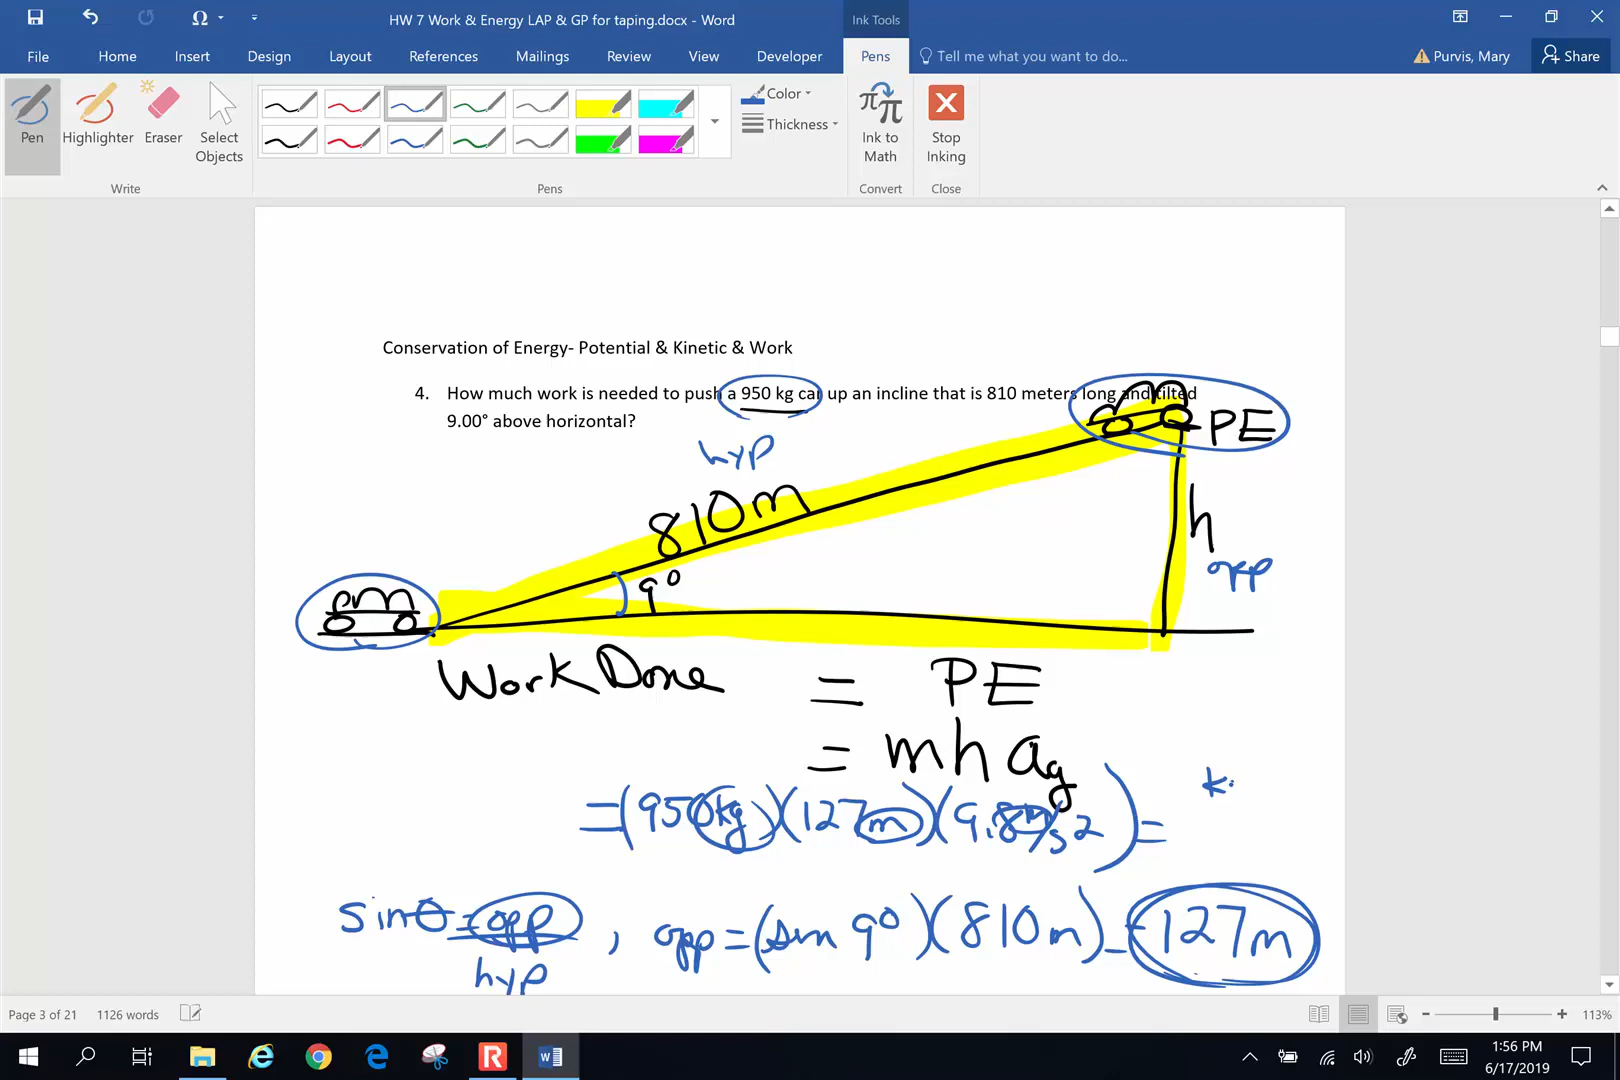 HW 7 Work & Energy LAP & GP for taping.docx - Word
Ink Tools
File Home Insert Design Layout References Mailings Review View Developer Pens Tell me what you want to do... Purvis, Mary Share
Pen Highlighter Eraser Select Objects
Color
Thickness
Ink to Math
Stop Inking
Write Pens Convert Close
Conservation of Energy- Potential & Kinetic & Work
4. How much work is needed to push a 950 kg car up an incline that is 810 meters long and tilted
9.00° above horizontal?
PE
hyp
810m
h
opp
9°
Work Done = PE
= mh ag
k
=(950kg)(127m)(9.8m/s2)=
sinθ=opp/hyp, opp=(sin 9°)(810m)=127m
Page 3 of 21 1126 words 113%
1:56 PM
6/17/2019